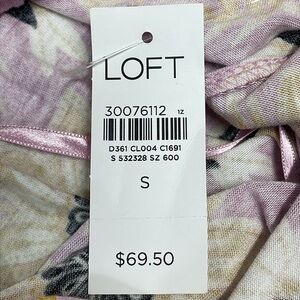 LOFT
30076112 1Z
D361 CL004 C1691
S 532328 SZ 600
S
$69.50